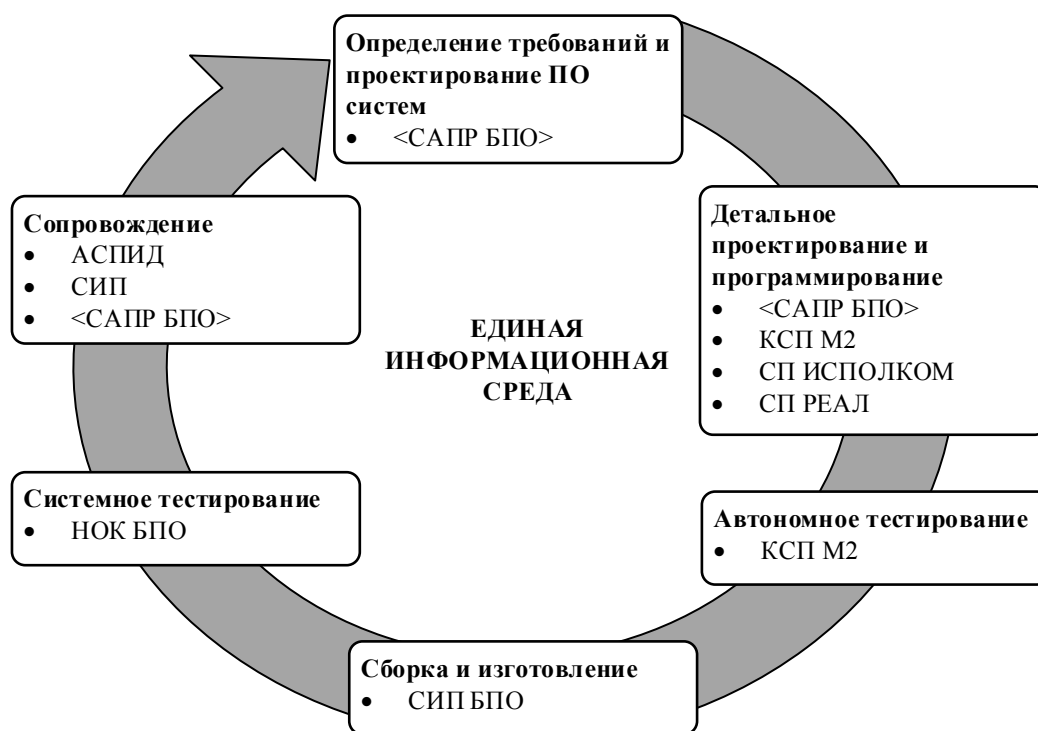 Определение требований и
проектирование ПО
систем
• <САПР БПО>
Детальное
проектирование и
программирование
• <САПР БПО>
• КСП М2
• СП ИСПОЛКОМ
• СП РЕАЛ
Автономное тестирование
• КСП М2
Сборка и изготовление
• СИП БПО
Системное тестирование
• НОК БПО
Сопровождение
• АСПИД
• СИП
• <САПР БПО>
ЕДИНАЯ
ИНФОРМАЦИОННАЯ
СРЕДА